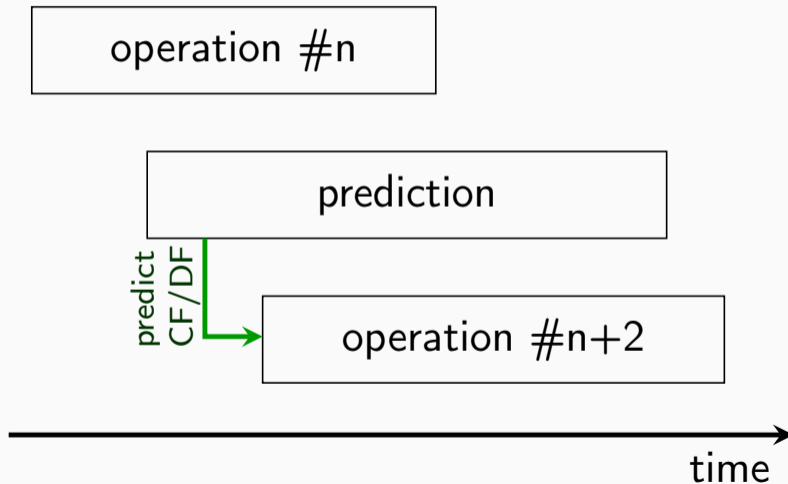 operation #n
prediction
predict
CF/DF
operation #n+2
time